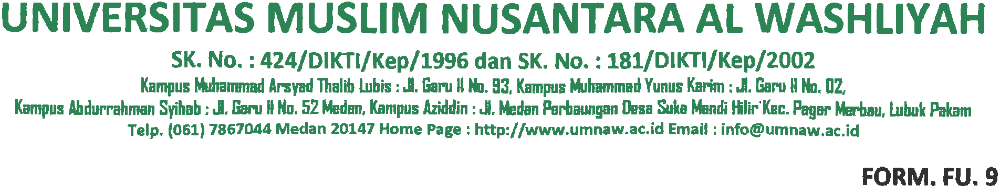 UNIVERSITAS MUSLIM NUSANTARA AL WASHLIYAH
SK. No. : 424/DIKTI/Kep/1996 dan SK. No. : 181/DIKTI/Kep/2002
Kampus Muhammad Arsyad Thalib Lubis : Jl. Garu II No. 93, Kampus Muhammad Yunus Karim : Jl. Garu II No. 02,
Kampus Abdurrahman Syihab : Jl. Garu II No. 52 Medan, Kampus Aziddin : Jl. Medan Perbaungan Desa Suka Mandi Hilir Kec. Pagar Merbau, Lubuk Pakam
Telp. (061) 7867044 Medan 20147 Home Page : http://www.umnaw.ac.id Email : info@umnaw.ac.id
FORM. FU. 9